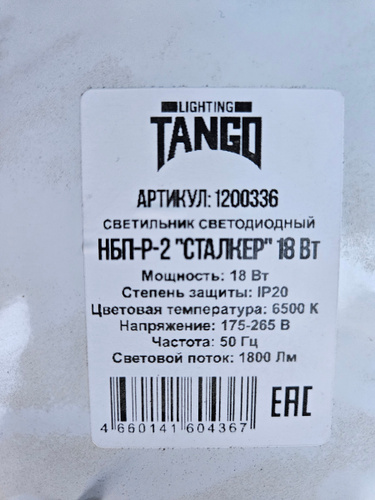 LIGHTING
TANGO
АРТИКУЛ: 1200336
СВЕТИЛЬНИК СВЕТОДИОДНЫЙ
НБП-Р-2 "СТАЛКЕР" 18 Вт
Мощность: 18 Вт
Степень защиты: IP20
Цветовая температура: 6500 К
Напряжение: 175-265 В
Частота: 50 Гц
Световой поток: 1800 Лм
EAC
4 660141 604367